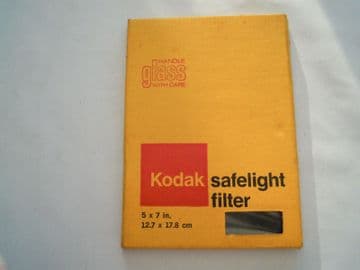 HANDLE
glass
WITH CARE
Kodak safelight
filter
5 x 7 in.
12.7 x 17.8 cm